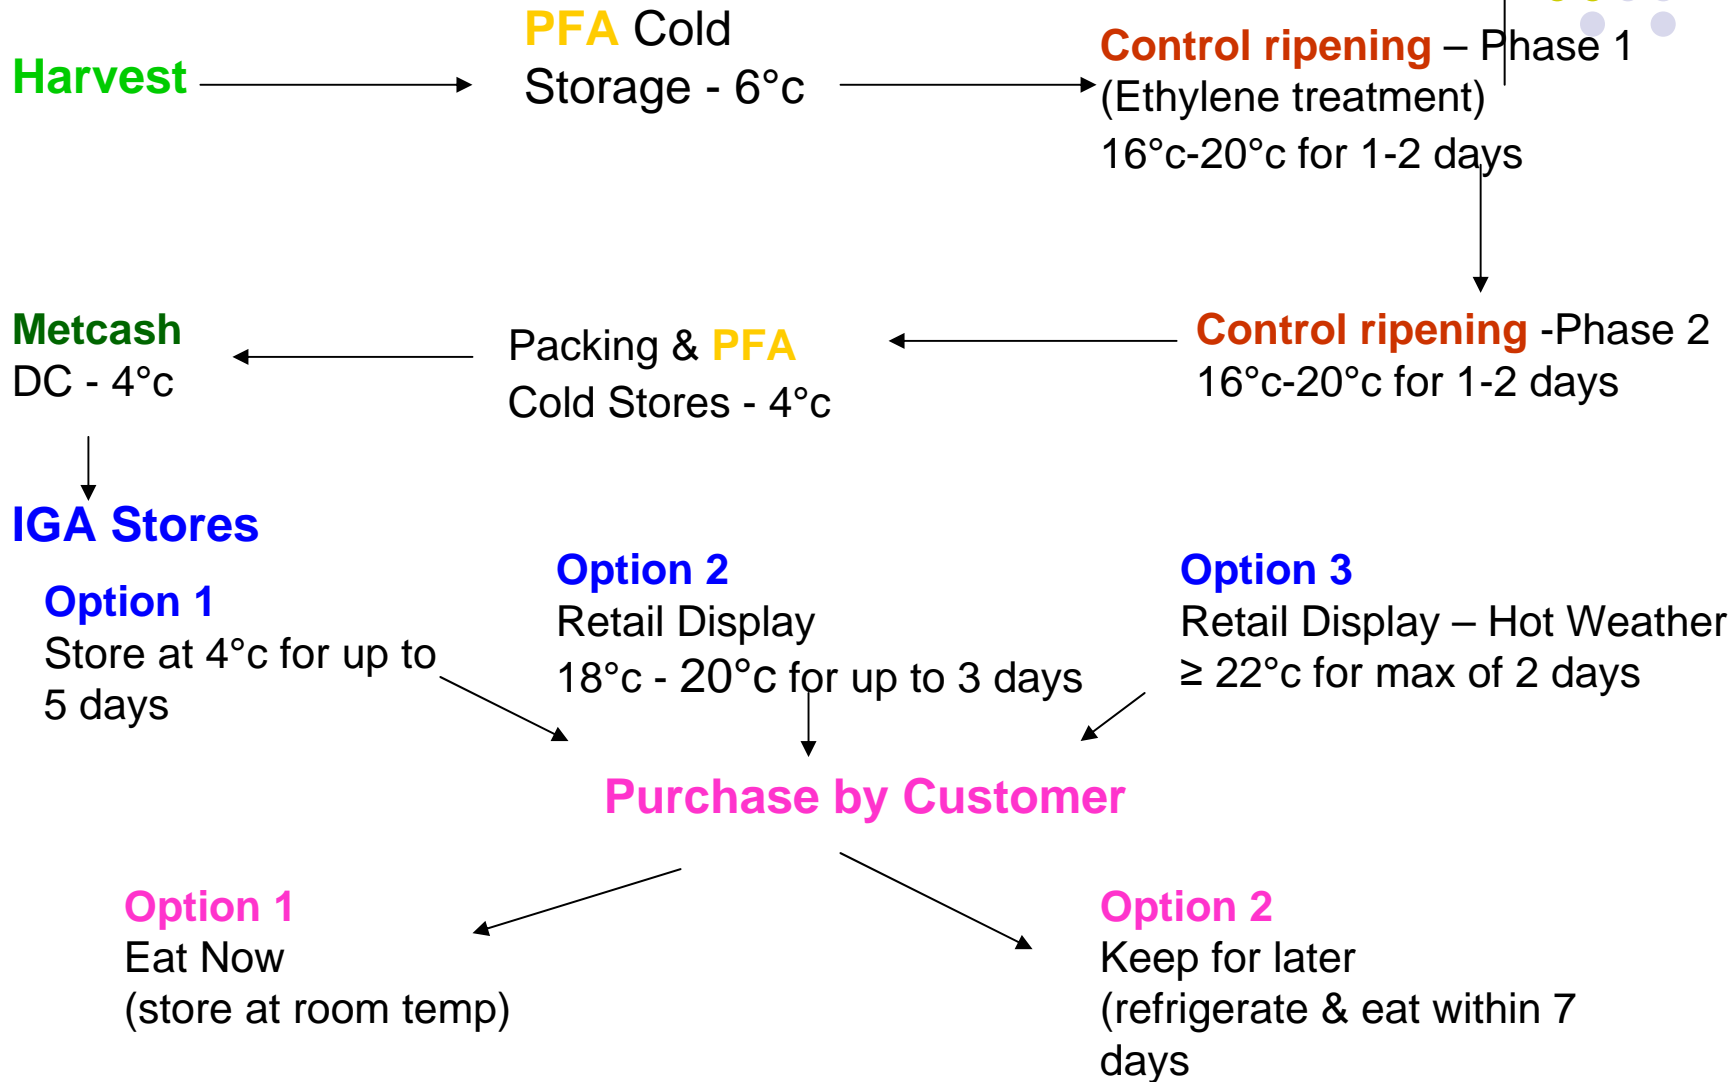 Harvest
PFA Cold
Storage - 6°c
Control ripening – Phase 1
(Ethylene treatment)
16°c-20°c for 1-2 days
Control ripening -Phase 2
16°c-20°c for 1-2 days
Packing & PFA
Cold Stores - 4°c
Metcash
DC - 4°c
IGA Stores
Option 1
Store at 4°c for up to
5 days
Option 2
Retail Display
18°c - 20°c for up to 3 days
Option 3
Retail Display – Hot Weather
≥ 22°c for max of 2 days
Purchase by Customer
Option 1
Eat Now
(store at room temp)
Option 2
Keep for later
(refrigerate & eat within 7
days